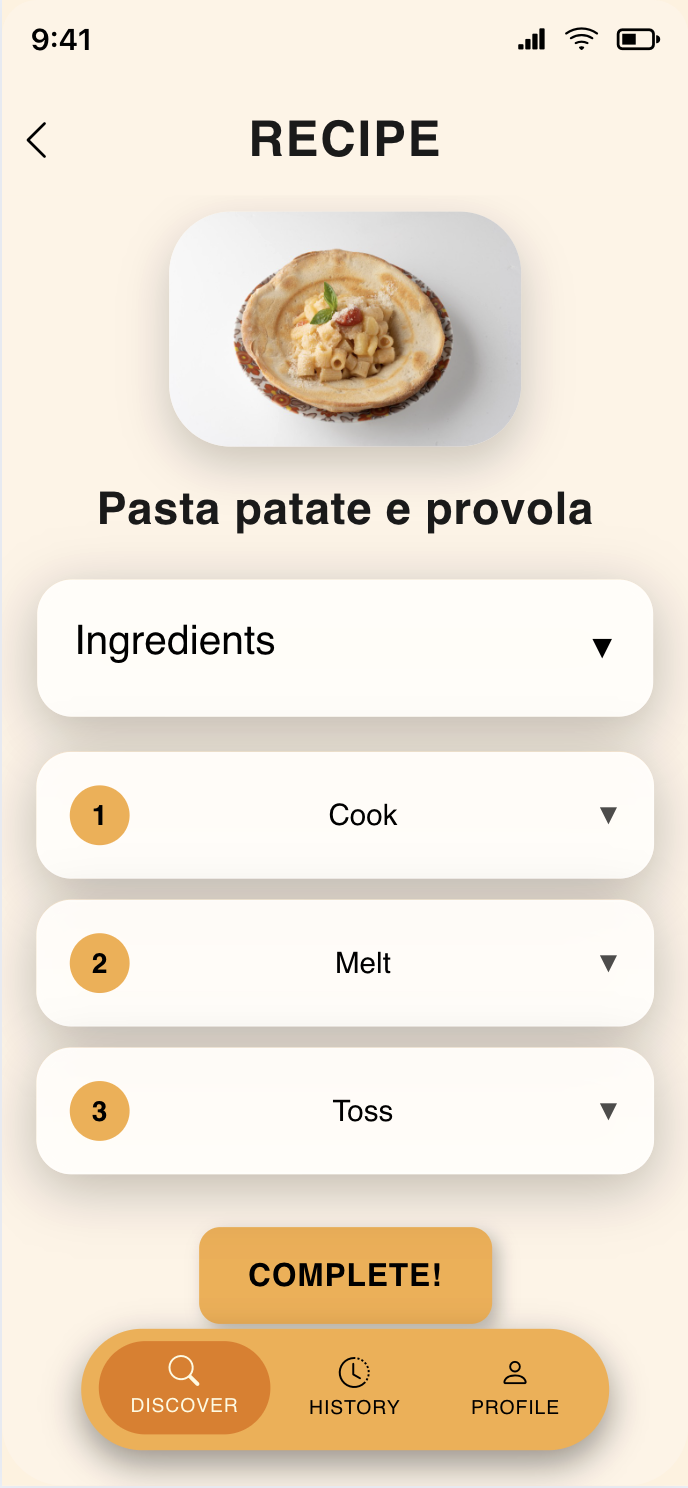 9:41
RECIPE
Pasta patate e provola
Ingredients ▼
1 Cook ▼
2 Melt ▼
3 Toss ▼
COMPLETE!
DISCOVER HISTORY PROFILE